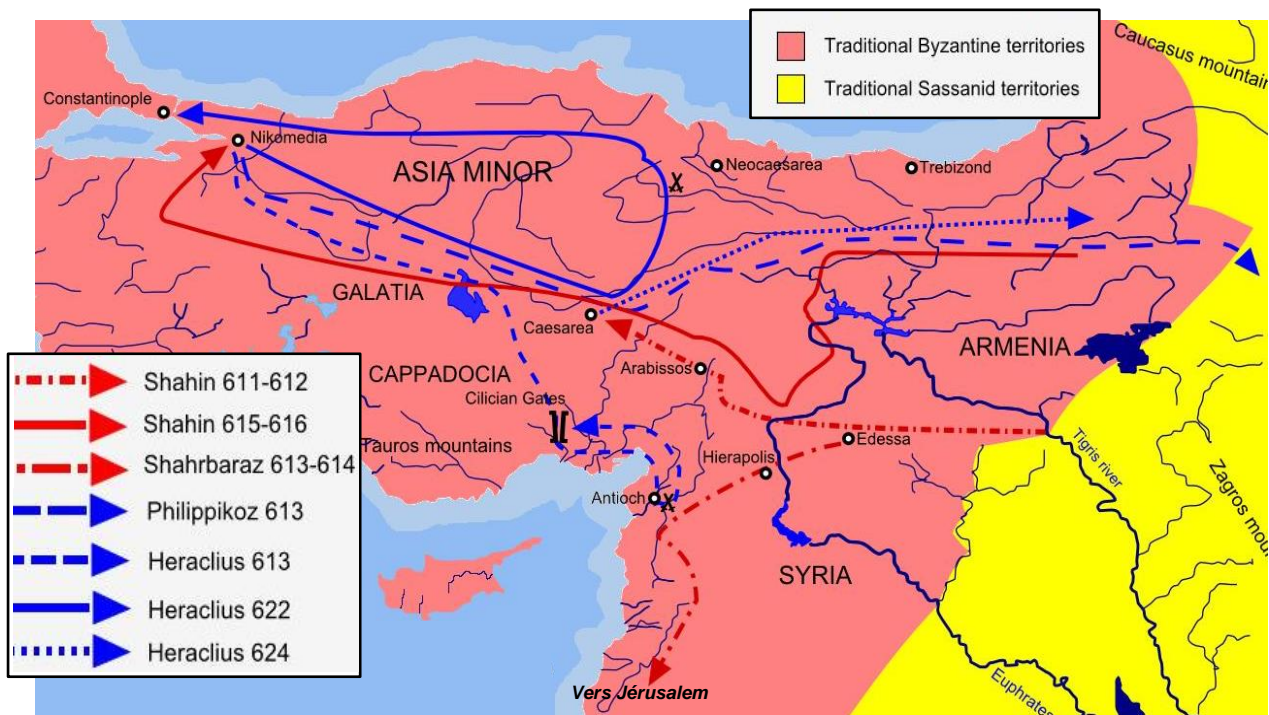 Traditional Byzantine territories
Traditional Sassanid territories
Caucasus mountain
Constantinople
Nikomedia
ASIA MINOR
Neocaesarea
Trebizond
GALATIA
Caesarea
ARMENIA
Arabissos
CAPPADOCIA
Cilician Gates
Tauros mountains
Edessa
Hierapolis
Antioch
Tigris river
Zagros moun
SYRIA
Euphrates
Vers Jérusalem
Shahin 611-612
Shahin 615-616
Shahrbaraz 613-614
Philippikoz 613
Heraclius 613
Heraclius 622
Heraclius 624